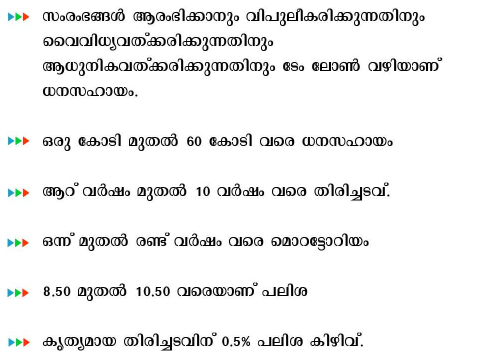 സംരംഭങ്ങൾ ആരംഭിക്കാനും വിപുലീകരിക്കുന്നതിനും
വൈവിധ്യവത്ക്കരിക്കുന്നതിനും
ആധുനികവത്ക്കരിക്കുന്നതിനും ടേം ലോൺ വഴിയാണ്
ധനസഹായം.
ഒരു കോടി മുതൽ 60 കോടി വരെ ധനസഹായം
ആറ് വർഷം മുതൽ 10 വർഷം വരെ തിരിച്ചടവ്.
ഒന്ന് മുതൽ രണ്ട് വർഷം വരെ മൊറട്ടോറിയം
8.50 മുതൽ 10.50 വരെയാണ് പലിശ
കൃത്യമായ തിരിച്ചടവിന് 0.5% പലിശ കിഴിവ്.